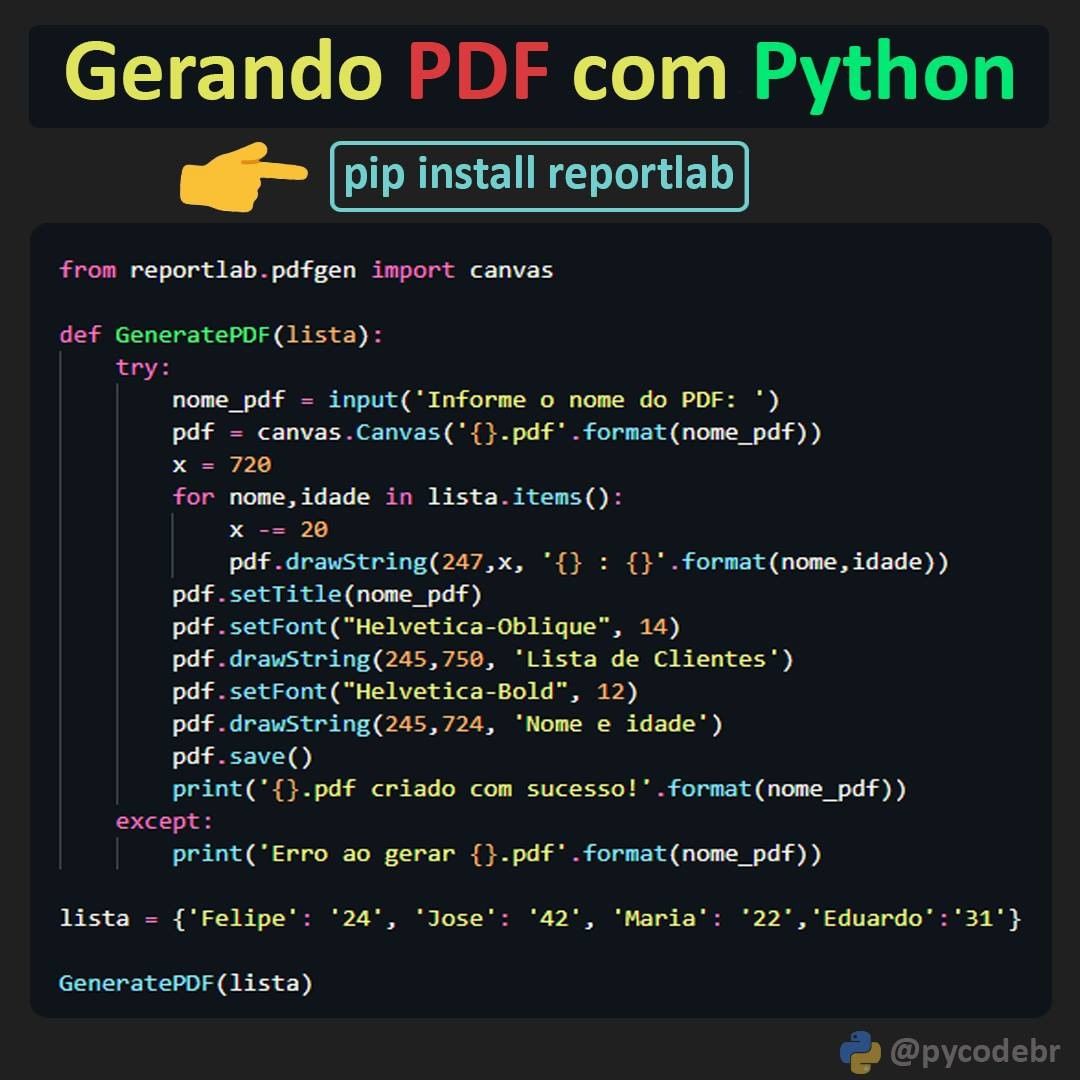 Gerando PDF com Python
pip install reportlab
from reportlab.pdfgen import canvas
def GeneratePDF(lista):
    try:
        nome_pdf = input('Informe o nome do PDF: ')
        pdf = canvas.Canvas('{}.pdf'.format(nome_pdf))
        x = 720
        for nome,idade in lista.items():
            x -= 20
            pdf.drawString(247,x, '{} : {}'.format(nome,idade))
        pdf.setTitle(nome_pdf)
        pdf.setFont("Helvetica-Oblique", 14)
        pdf.drawString(245,750, 'Lista de Clientes')
        pdf.setFont("Helvetica-Bold", 12)
        pdf.drawString(245,724, 'Nome e idade')
        pdf.save()
        print('{}.pdf criado com sucesso!'.format(nome_pdf))
    except:
        print('Erro ao gerar {}.pdf'.format(nome_pdf))
lista = {'Felipe': '24', 'Jose': '42', 'Maria': '22','Eduardo':'31'}
GeneratePDF(lista)
@pycodebr